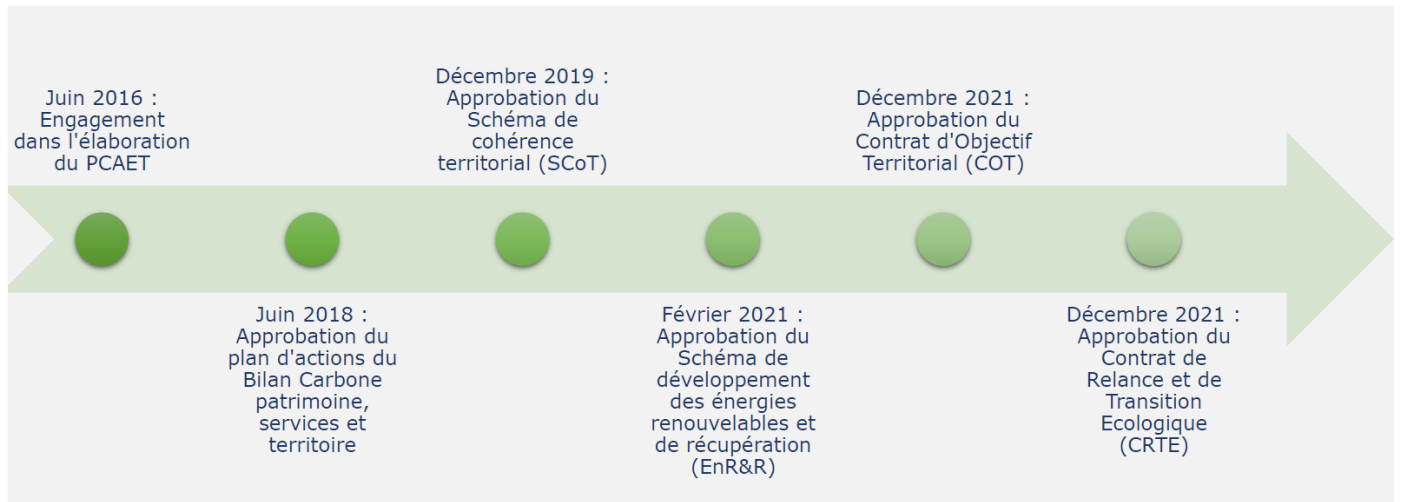 Juin 2016 :
Engagement
dans l'élaboration
du PCAET
Juin 2018 :
Approbation du
plan d'actions du
Bilan Carbone
patrimoine,
services et
territoire
Décembre 2019 :
Approbation du
Schéma de
cohérence
territorial (SCoT)
Février 2021 :
Approbation du
Schéma de
développement
des énergies
renouvelables et
de récupération
(EnR&R)
Décembre 2021 :
Approbation du
Contrat d'Objectif
Territorial (COT)
Décembre 2021 :
Approbation du
Contrat de
Relance et de
Transition
Ecologique
(CRTE)